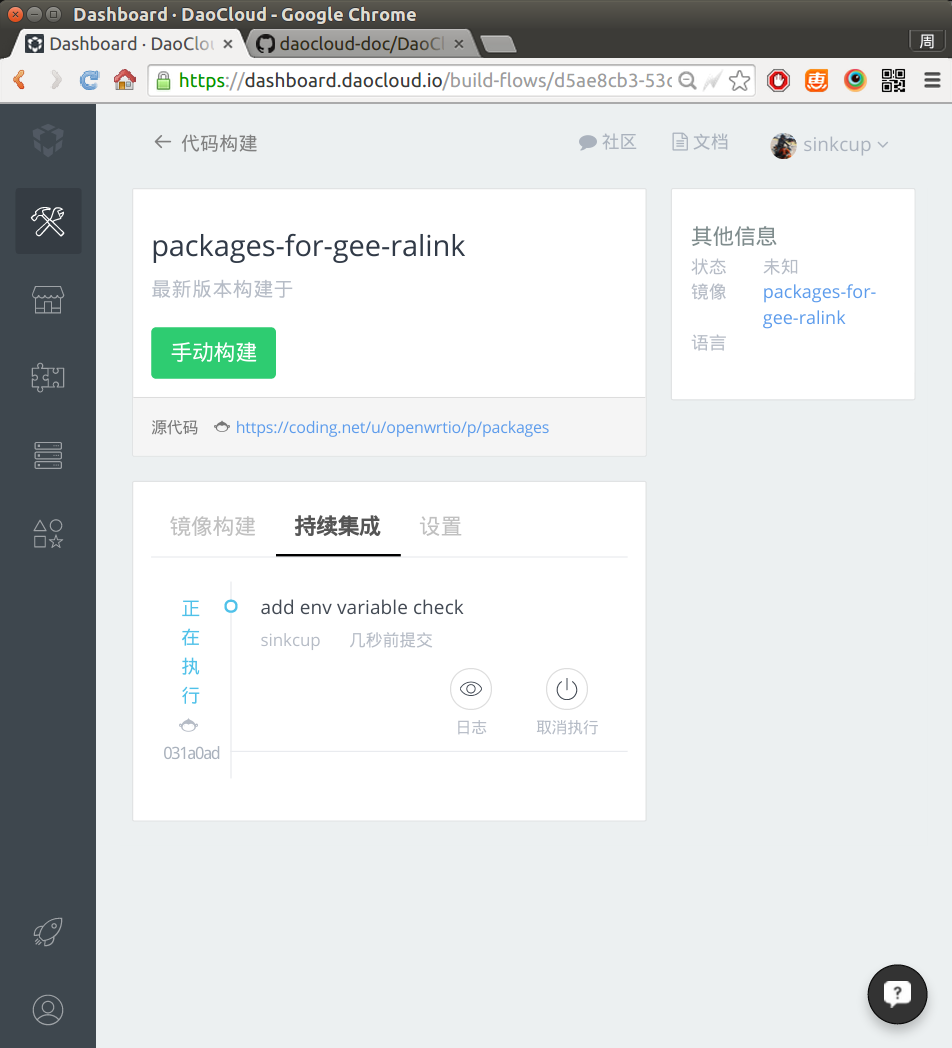 Dashboard · DaoCloud - Google Chrome
Dashboard · DaoClou
daocloud-doc/DaoCl
周
https://dashboard.daocloud.io/build-flows/d5ae8cb3-53c
惠
代码构建
社区
文档
sinkcup
packages-for-gee-ralink
最新版本构建于
手动构建
源代码 https://coding.net/u/openwrtio/p/packages
其他信息
状态 未知
镜像 packages-for-
gee-ralink
语言
镜像构建 持续集成 设置
正
在
执
行
031a0ad
add env variable check
sinkcup 几秒前提交
日志 取消执行
?